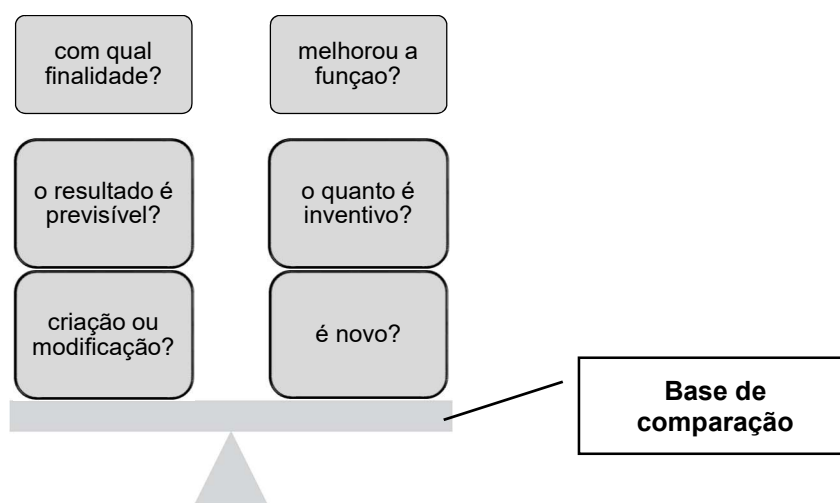 com qual
finalidade?
melhorou a
funçao?
o resultado é
previsível?
o quanto é
inventivo?
criação ou
modificação?
é novo?
Base de
comparação